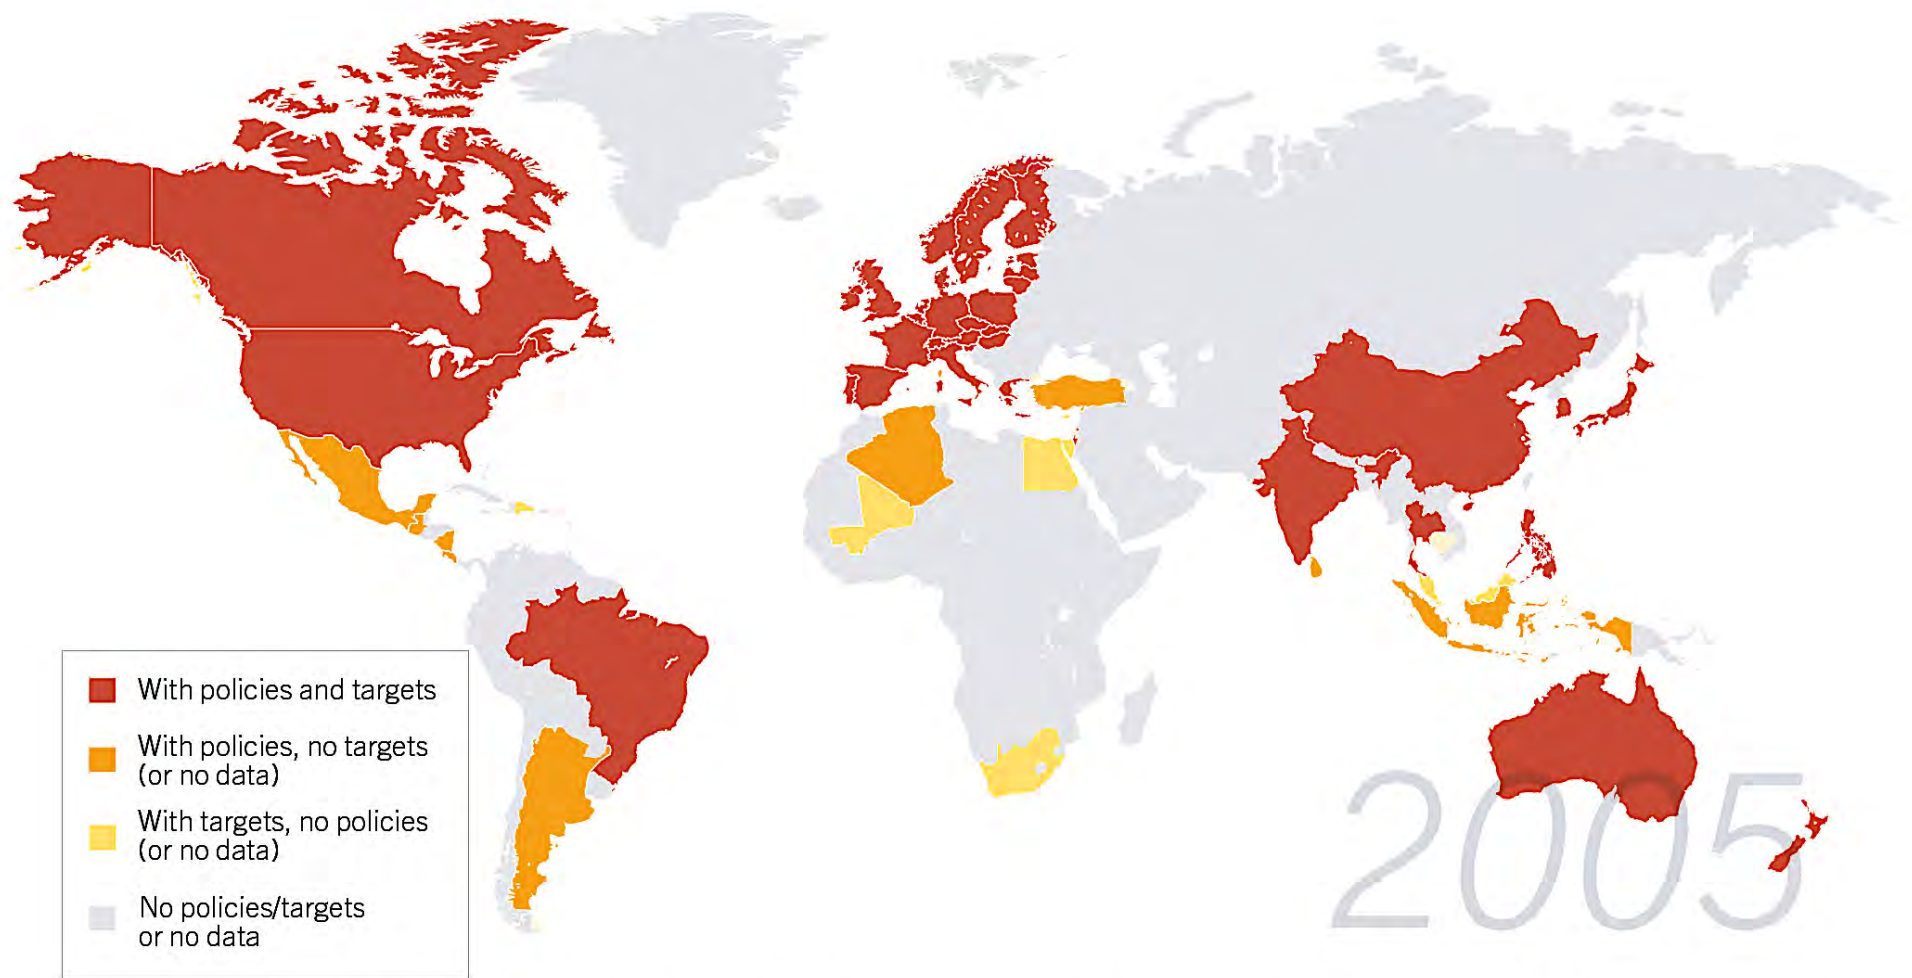 With policies and targets
With policies, no targets
(or no data)
With targets, no policies
(or no data)
No policies/targets
or no data
2005